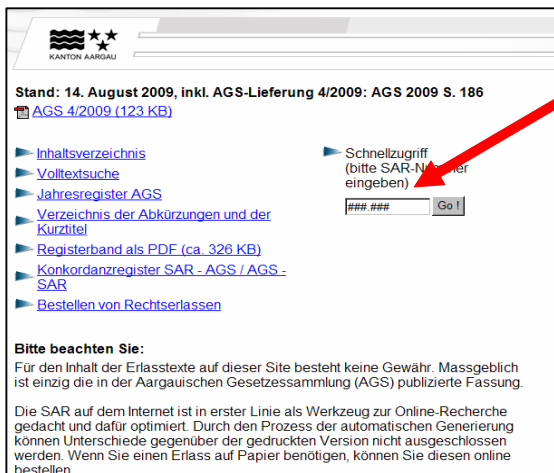 KANTON AARGAU
Stand: 14. August 2009, inkl. AGS-Lieferung 4/2009: AGS 2009 S. 186
AGS 4/2009 (123 KB)
Inhaltsverzeichnis
Volltextsuche
Jahresregister AGS
Verzeichnis der Abkürzungen und der
Kurztitel
Registerband als PDF (ca. 326 KB)
Konkordanzregister SAR - AGS / AGS -
SAR
Bestellen von Rechtserlassen
Schnellzugriff
(bitte SAR-Nummer
eingeben)
###.### Go !
Bitte beachten Sie:
Für den Inhalt der Erlasstexte auf dieser Site besteht keine Gewähr. Massgeblich
ist einzig die in der Aargauischen Gesetzessammlung (AGS) publizierte Fassung.
Die SAR auf dem Internet ist in erster Linie als Werkzeug zur Online-Recherche
gedacht und dafür optimiert. Durch den Prozess der automatischen Generierung
können Unterschiede gegenüber der gedruckten Version nicht ausgeschlossen
werden. Wenn Sie einen Erlass auf Papier benötigen, können Sie diesen online
bestellen